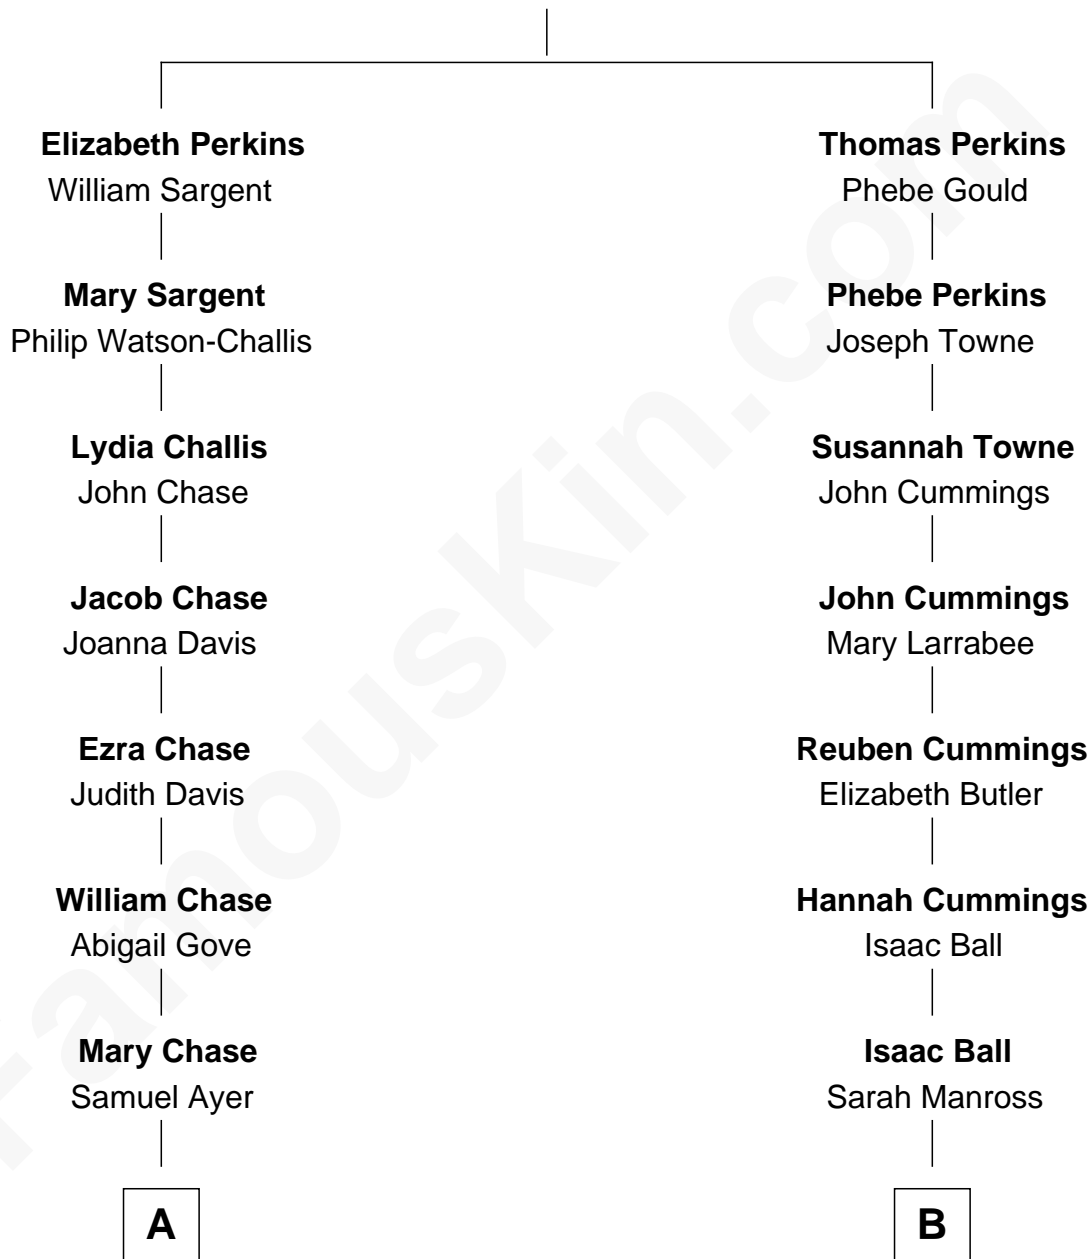 Elizabeth Perkins
William Sargent
Mary Sargent
Philip Watson-Challis
Lydia Challis
John Chase
Jacob Chase
Joanna Davis
Ezra Chase
Judith Davis
William Chase
Abigail Gove
Mary Chase
Samuel Ayer
A
Thomas Perkins
Phebe Gould
Phebe Perkins
Joseph Towne
Susannah Towne
John Cummings
John Cummings
Mary Larrabee
Reuben Cummings
Elizabeth Butler
Hannah Cummings
Isaac Ball
Isaac Ball
Sarah Manross
B
FamousKin.com